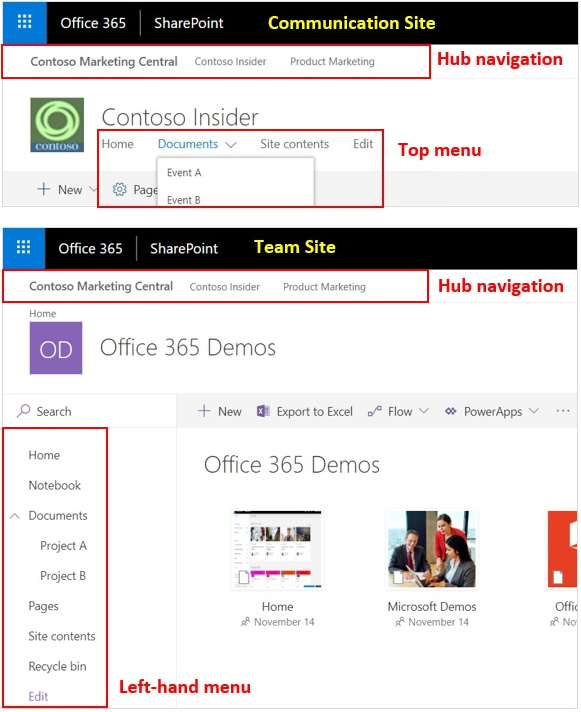 Office 365 SharePoint Communication Site
Contoso Marketing Central Contoso Insider Product Marketing Hub navigation
Contoso Insider
contoso
Home Documents Site contents Edit Top menu
Event A
New Page
Event B
Office 365 SharePoint Team Site
Contoso Marketing Central Contoso Insider Product Marketing Hub navigation
Home
OD Office 365 Demos
Search New Export to Excel Flow PowerApps ...
Office 365 Demos
Home
Notebook
Documents
Project A
Project B
Pages
Site contents
Recycle bin
Edit
Left-hand menu
Home Microsoft Demos Offic
November 14 November 14 No